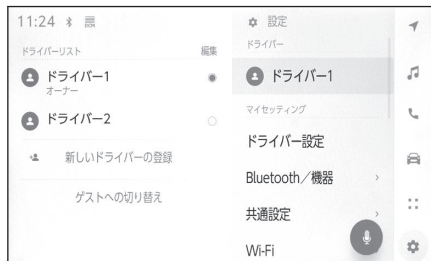 11:24
ドライバーリスト 編集
ドライバー1
オーナー
ドライバー2
新しいドライバーの登録
ゲストへの切り替え
設定
ドライバー
ドライバー1
マイセッティング
ドライバー設定
Bluetooth／機器
共通設定
Wi-Fi